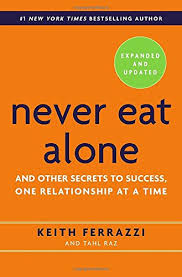 #1 NEW YORK TIMES BESTSELLING AUTHOR
EXPANDED
AND
UPDATED
never eat
alone
AND OTHER SECRETS TO SUCCESS,
ONE RELATIONSHIP AT A TIME
KEITH FERRAZZI
AND TAHL RAZ